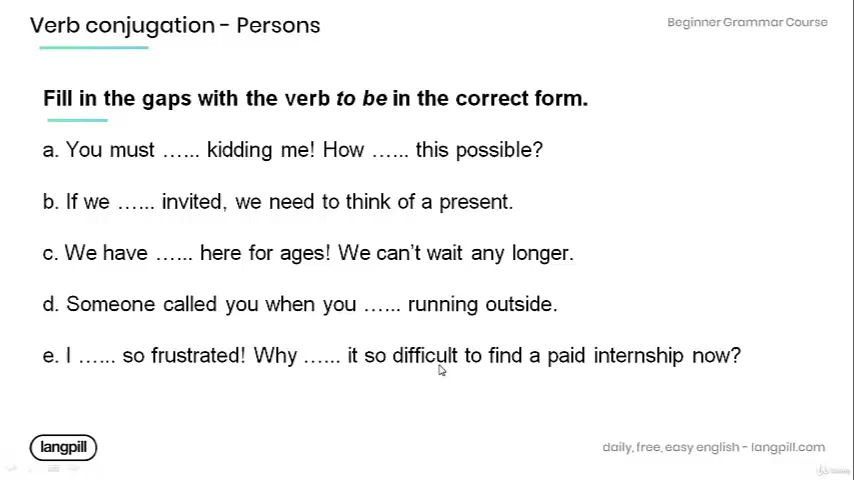 Verb conjugation - Persons
Beginner Grammar Course
Fill in the gaps with the verb to be in the correct form.
a. You must …... kidding me! How …... this possible?
b. If we …... invited, we need to think of a present.
c. We have …... here for ages! We can't wait any longer.
d. Someone called you when you …... running outside.
e. I …... so frustrated! Why …... it so difficult to find a paid internship now?
langpill
daily, free, easy english - langpill.com